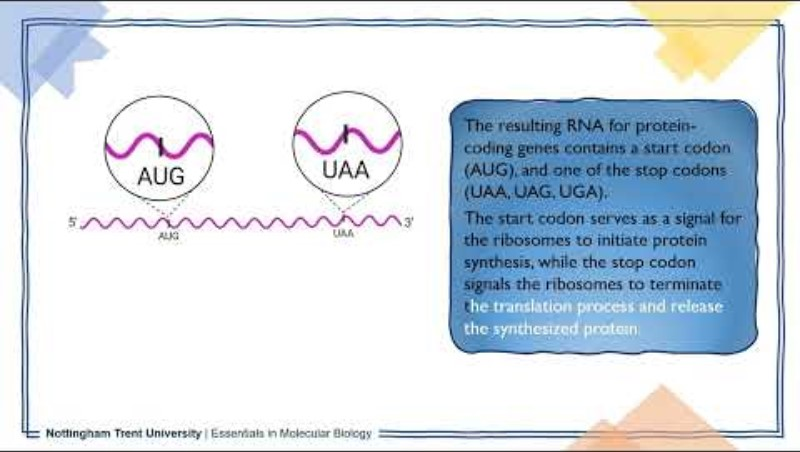 AUG
UAA
5'
3'
AUG
UAA
The resulting RNA for protein-
coding genes contains a start codon
(AUG), and one of the stop codons
(UAA, UAG, UGA).
The start codon serves as a signal for
the ribosomes to initiate protein
synthesis, while the stop codon
signals the ribosomes to terminate
the translation process and release
the synthesized protein.
Nottingham Trent University | Essentials in Molecular Biology